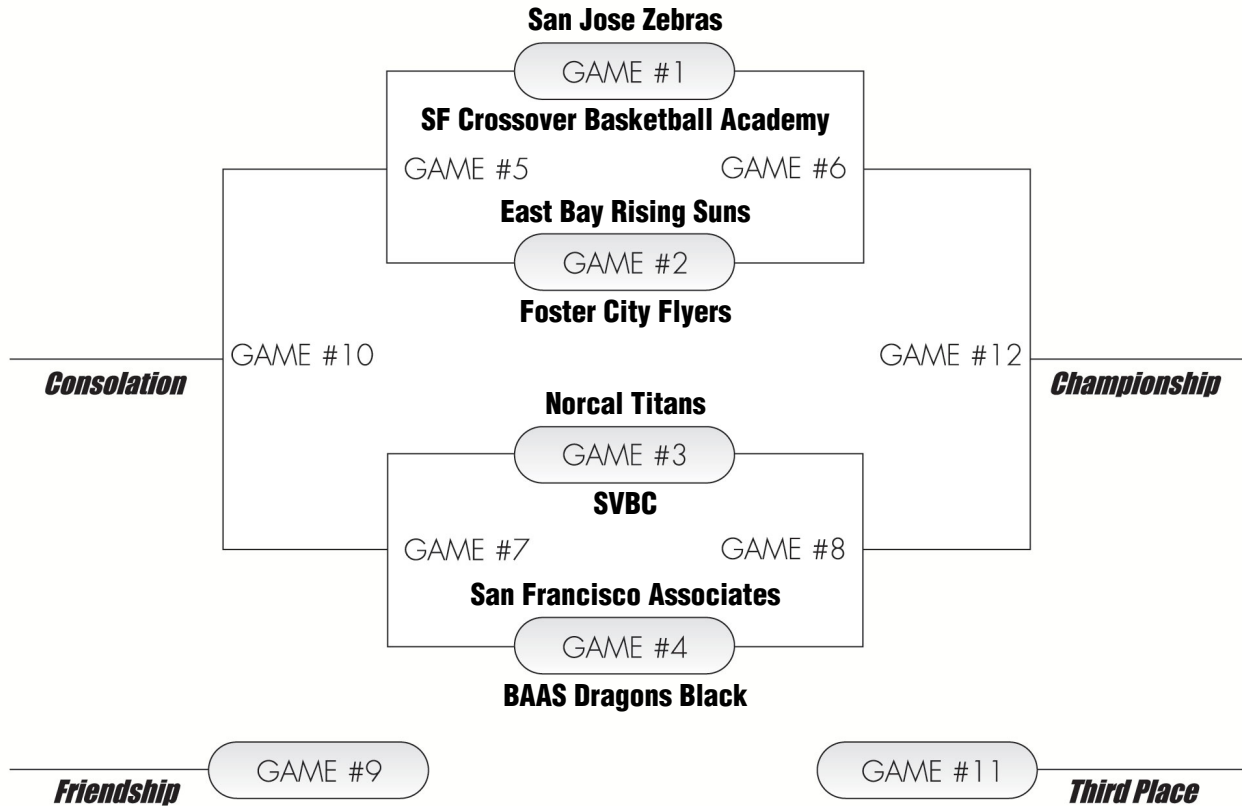 San Jose Zebras
GAME #1
SF Crossover Basketball Academy
GAME #5
GAME #6
East Bay Rising Suns
GAME #2
Foster City Flyers
GAME #10
GAME #12
Consolation
Championship
Norcal Titans
GAME #3
SVBC
GAME #7
GAME #8
San Francisco Associates
GAME #4
BAAS Dragons Black
GAME #9
GAME #11
Friendship
Third Place